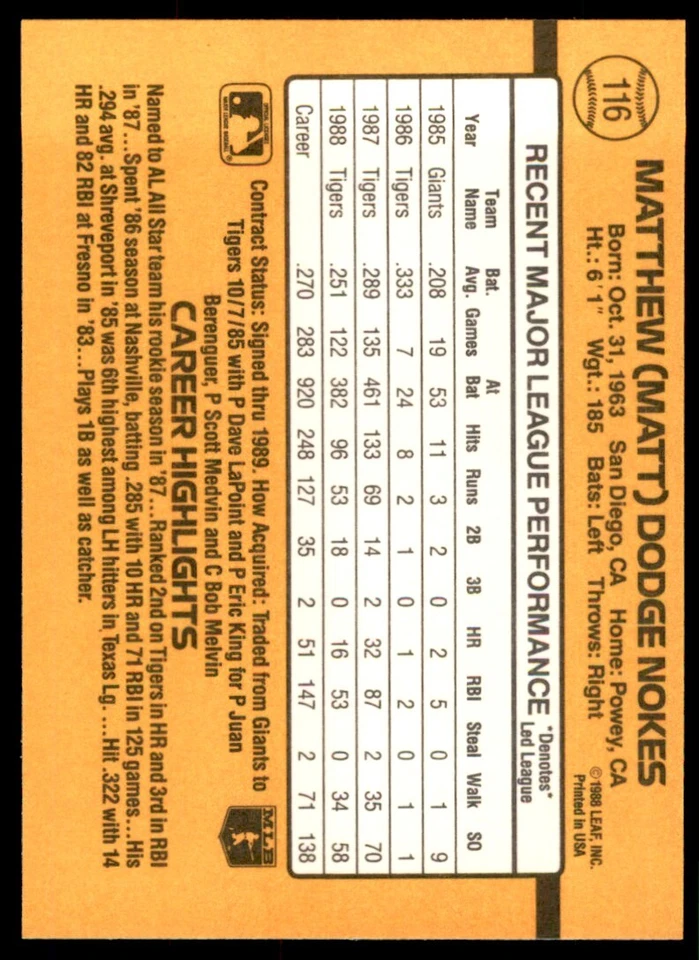 116
MATTHEW (MATT) DODGE NOKES
Born: Oct. 31, 1963 San Diego, CA Home: Powey, CA
Ht.: 6'1" Wgt.: 185 Bats: Left Throws: Right
©1988 LEAF, INC.
Printed in USA
RECENT MAJOR LEAGUE PERFORMANCE *Denotes*
Led League
Year Team Name Bat. Avg. Games At Bat Hits Runs 2B 3B HR RBI Steal Walk SO
1985 Giants .208 19 53 11 3 2 0 2 5 0 1 9
1986 Tigers .333 7 24 8 2 1 0 1 2 0 1 1
1987 Tigers .289 135 461 133 69 14 2 32 87 2 35 70
1988 Tigers .251 122 382 96 53 18 0 16 53 0 34 58
Career .270 283 920 248 127 35 2 51 147 2 71 138
Contract Status: Signed thru 1989. How Acquired: Traded from Giants to
Tigers 10/7/85 with P Dave LaPoint and P Eric King for P Juan
Berenguer, P Scott Medvin and C Bob Melvin
MLB
CAREER HIGHLIGHTS
Named to AL All Star team his rookie season in '87...Ranked 2nd on Tigers in HR and 3rd in RBI
in '87...Spent '86 season at Nashville, batting .285 with 10 HR and 71 RBI in 125 games...His
.294 avg. at Shreveport in '85 was 6th highest among LH hitters in Texas Lg. ...Hit .322 with 14
HR and 82 RBI at Fresno in '83...Plays 1B as well as catcher.